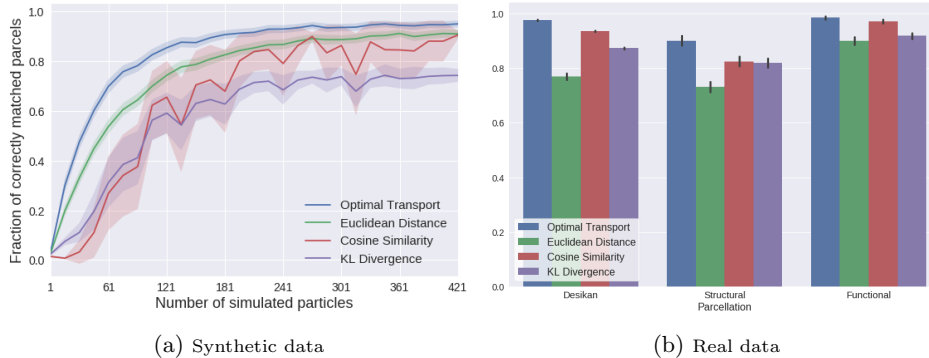 Fraction of correctly matched parcels
1.0
0.8
0.6
0.4
0.2
0.0
Optimal Transport
Euclidean Distance
Cosine Similarity
KL Divergence
1 61 121 181 241 301 361 421
Number of simulated particles
(a) Synthetic data
1.0
0.8
0.6
0.4
0.2
0.0
Optimal Transport
Euclidean Distance
Cosine Similarity
KL Divergence
Desikan Structural Functional
Parcellation
(b) Real data